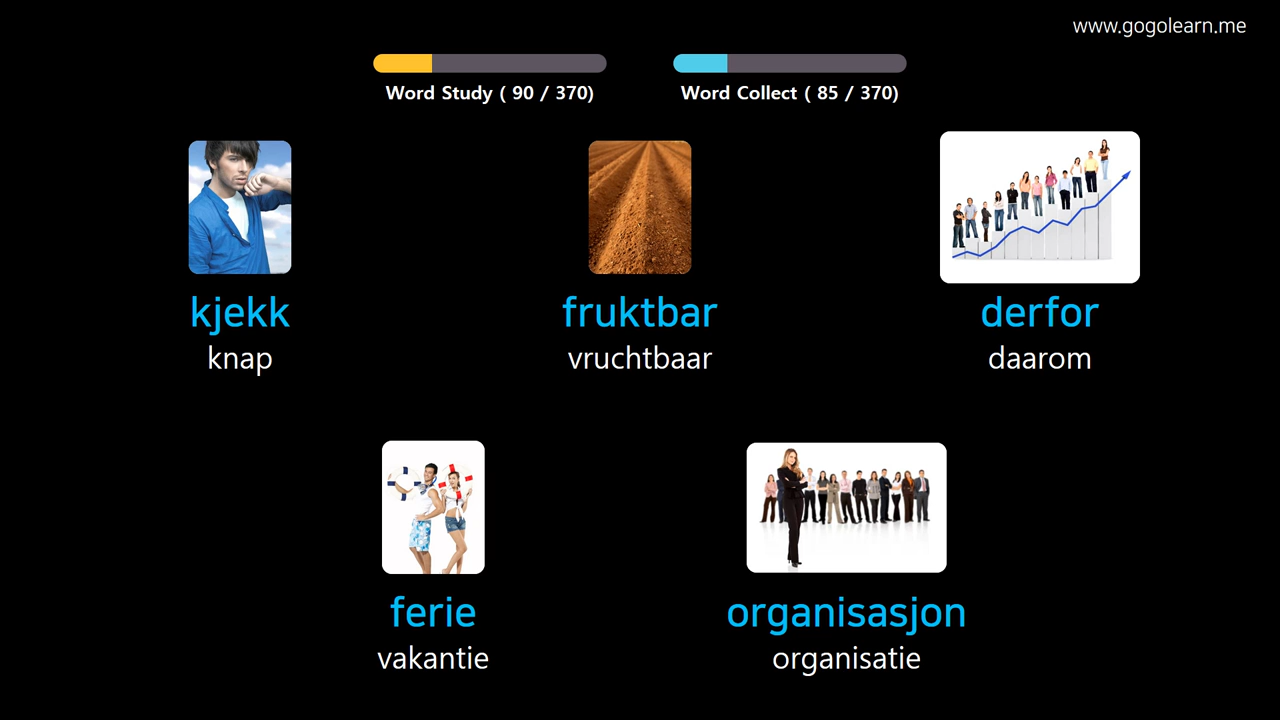 www.gogolearn.me
Word Study ( 90 / 370)
Word Collect ( 85 / 370)
kjekk
knap
fruktbar
vruchtbaar
derfor
daarom
ferie
vakantie
organisasjon
organisatie